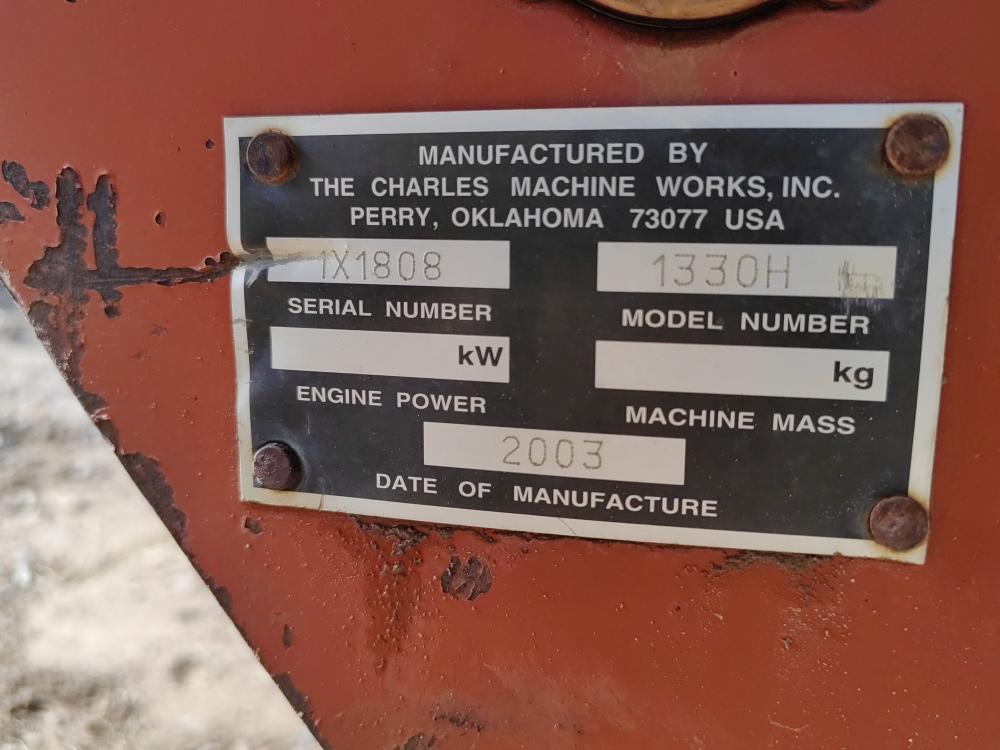 MANUFACTURED BY
THE CHARLES MACHINE WORKS, INC.
PERRY, OKLAHOMA 73077 USA
1X1808 1330H
SERIAL NUMBER MODEL NUMBER
kW kg
ENGINE POWER MACHINE MASS
2003
DATE OF MANUFACTURE